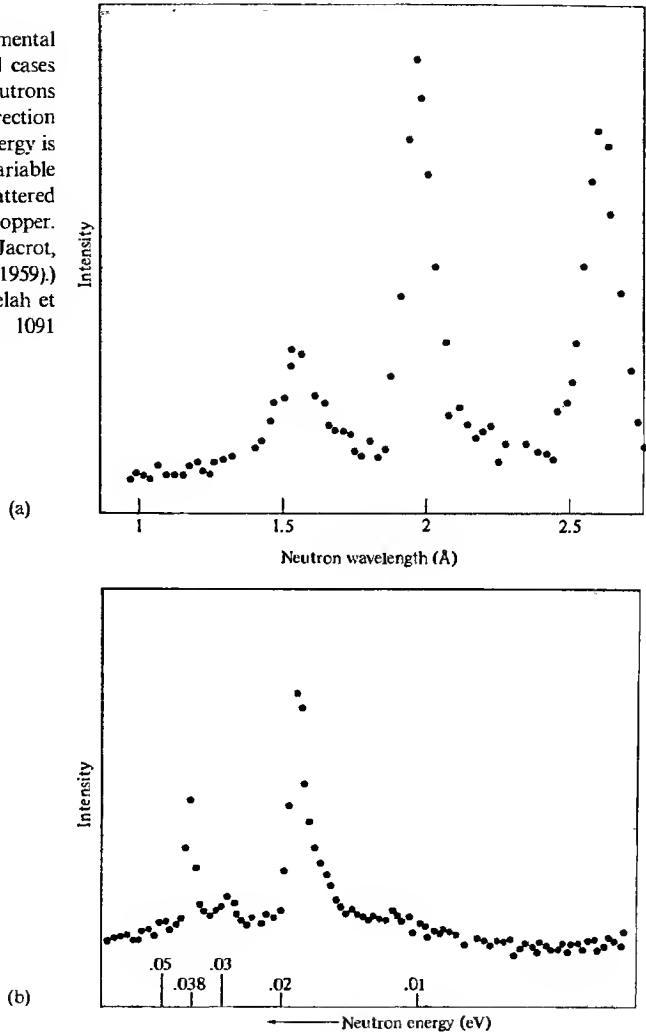 mental
cases
utrons
rection
ergy is
ariable
attered
opper.
Jacrot,
1959).)
elah et
1091
Intensity
1 1.5 2 2.5
Neutron wavelength (Å)
(a)
Intensity
.05 .038 .03 .02 .01
(b)
Neutron energy (eV)